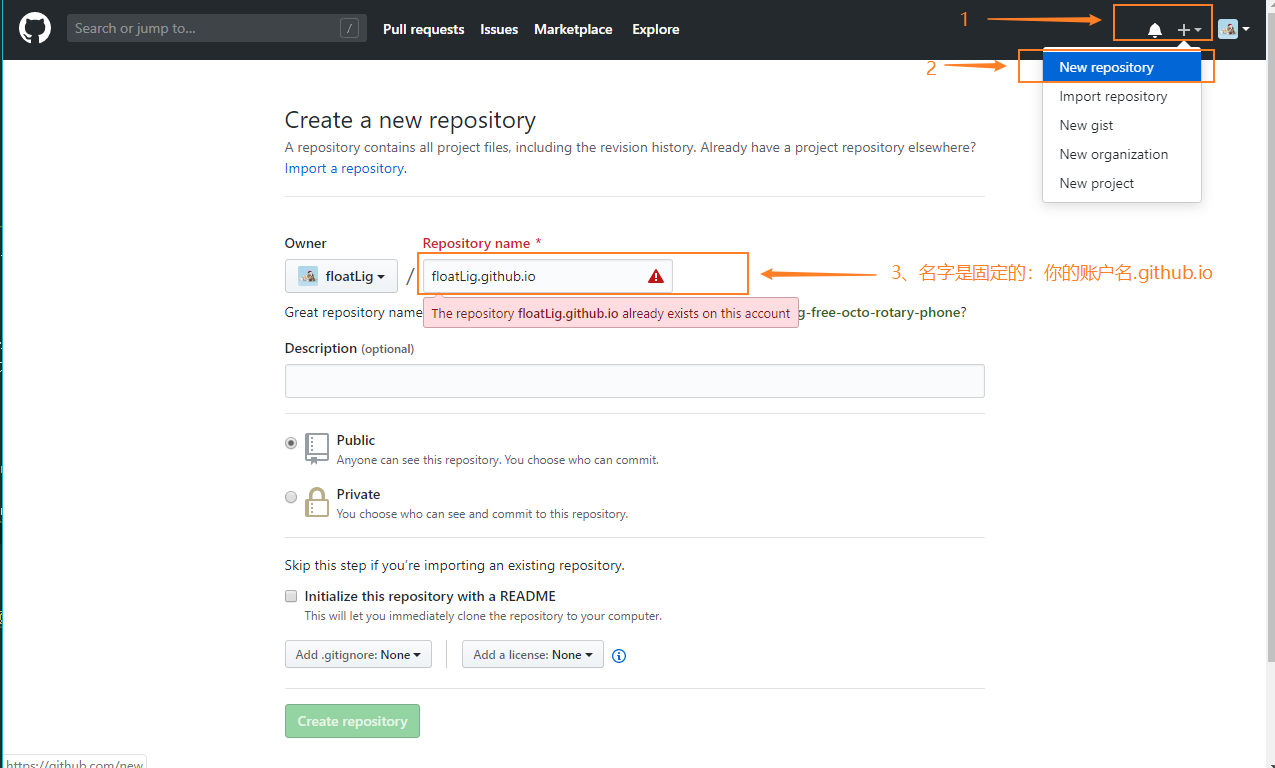 Search or jump to... / Pull requests Issues Marketplace Explore
1
2
New repository
Import repository
New gist
New organization
New project
Create a new repository
A repository contains all project files, including the revision history. Already have a project repository elsewhere?
Import a repository.
Owner
Repository name *
floatLig / floatLig.github.io
3、名字是固定的：你的账户名.github.io
Great repository name
The repository floatLig.github.io already exists on this account
g-free-octo-rotary-phone?
Description (optional)
Public
Anyone can see this repository. You choose who can commit.
Private
You choose who can see and commit to this repository.
Skip this step if you're importing an existing repository.
Initialize this repository with a README
This will let you immediately clone the repository to your computer.
Add .gitignore: None
Add a license: None
Create repository
https://github.com/new